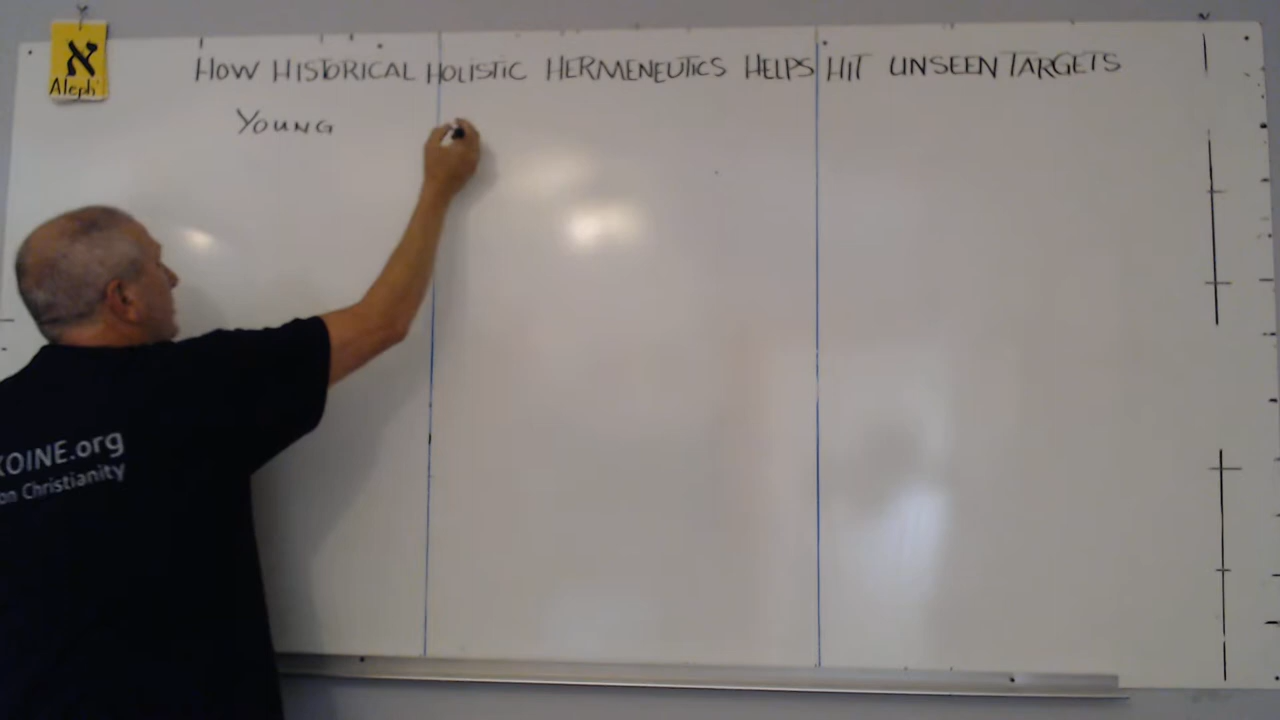 א
Aleph
HOW HISTORICAL HOLISTIC HERMENEUTICS HELPS HIT UNSEEN TARGETS
YOUNG
KOINE.org
on Christianity